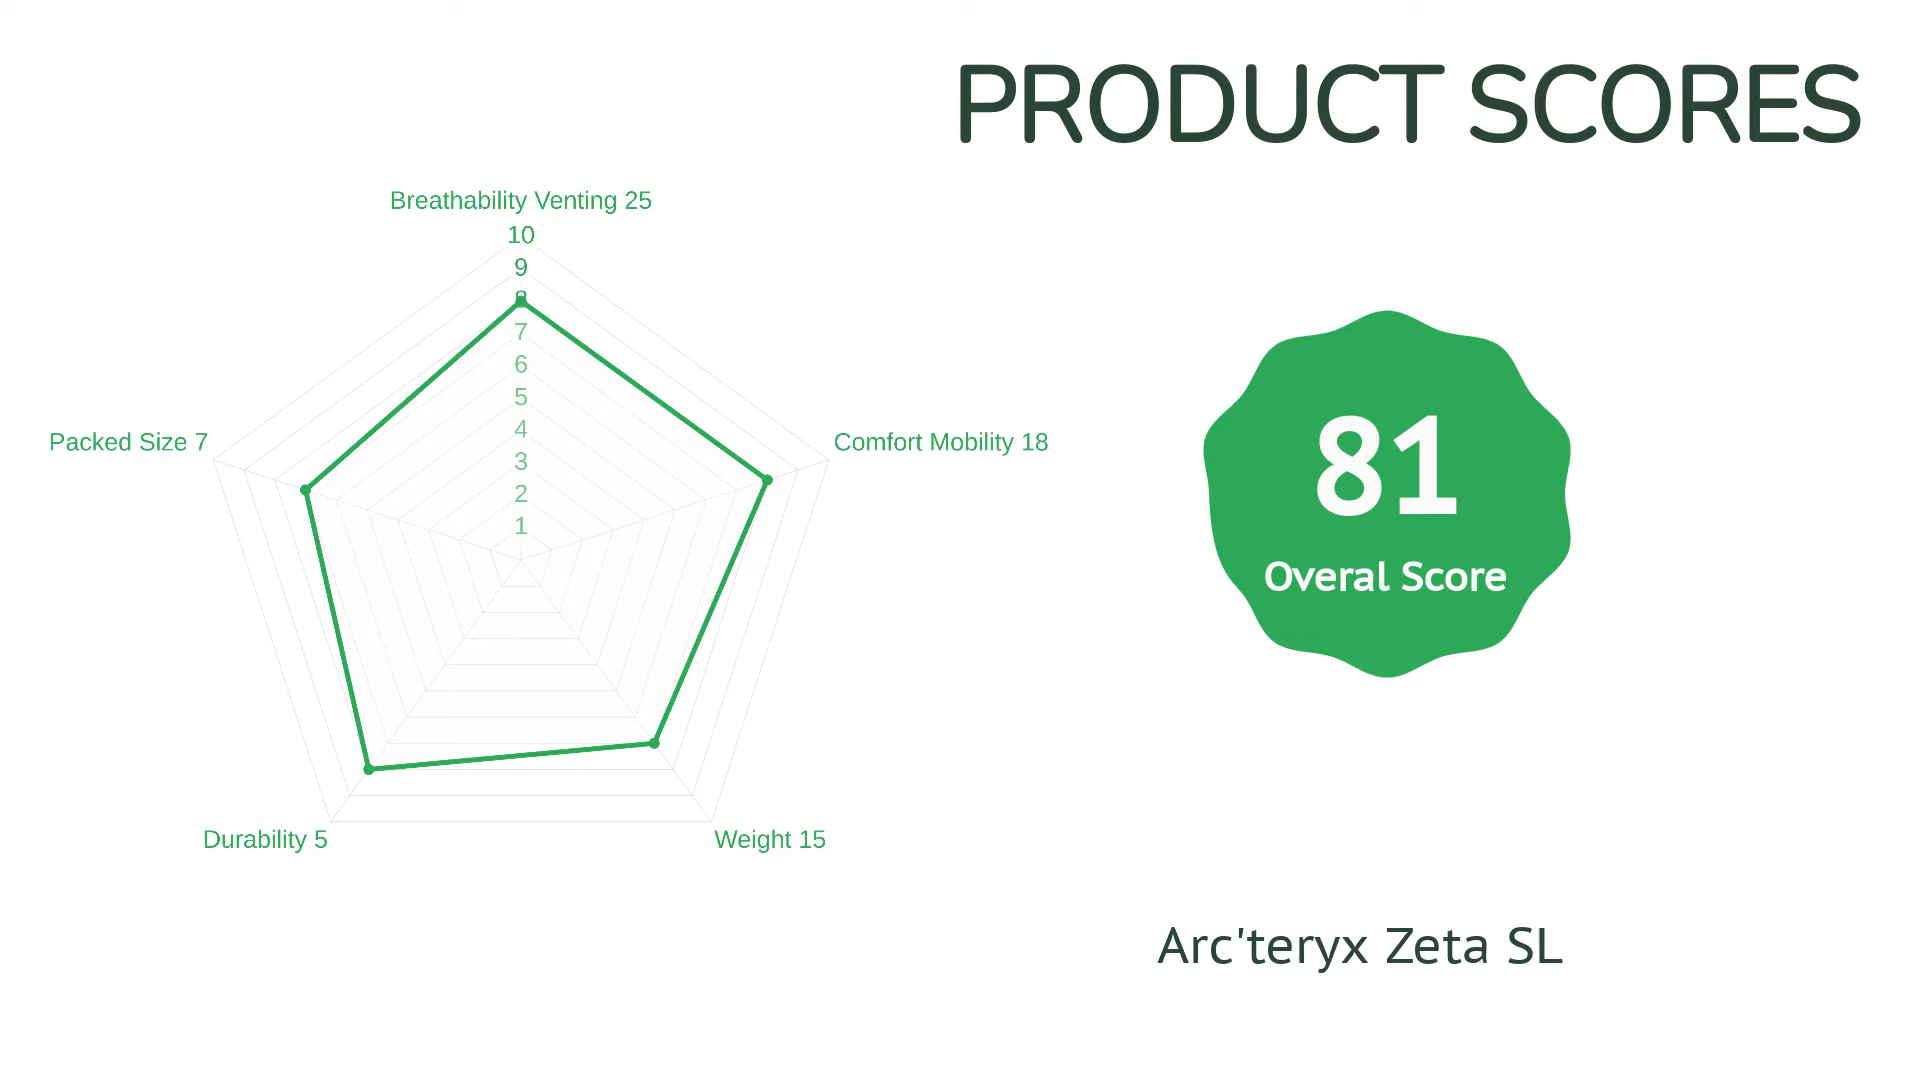 PRODUCT SCORES
Breathability Venting 25
10
9
8
7
6
5
4
3
2
1
Packed Size 7
Comfort Mobility 18
Durability 5
Weight 15
81
Overal Score
Arc'teryx Zeta SL